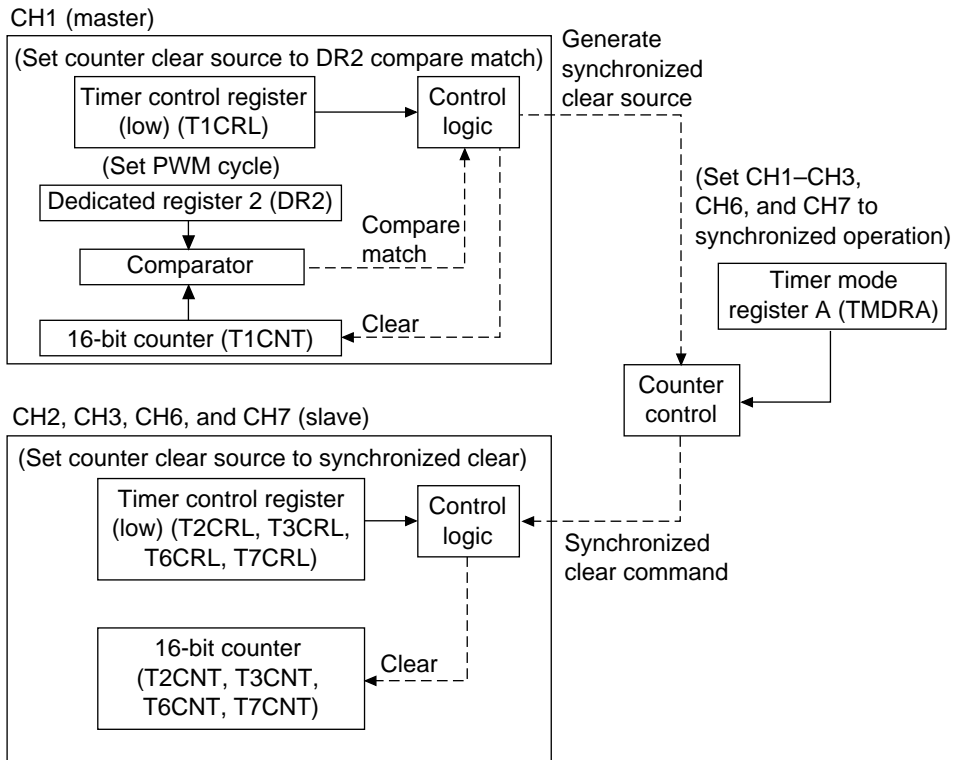 CH1 (master)
(Set counter clear source to DR2 compare match)
Timer control register
(low) (T1CRL)
Control
logic
Generate
synchronized
clear source
(Set PWM cycle)
Dedicated register 2 (DR2)
Compare
match
Comparator
16-bit counter (T1CNT)
Clear
(Set CH1–CH3,
CH6, and CH7 to
synchronized operation)
Timer mode
register A (TMDRA)
Counter
control
CH2, CH3, CH6, and CH7 (slave)
(Set counter clear source to synchronized clear)
Timer control register
(low) (T2CRL, T3CRL,
T6CRL, T7CRL)
Control
logic
Synchronized
clear command
16-bit counter
(T2CNT, T3CNT,
T6CNT, T7CNT)
Clear